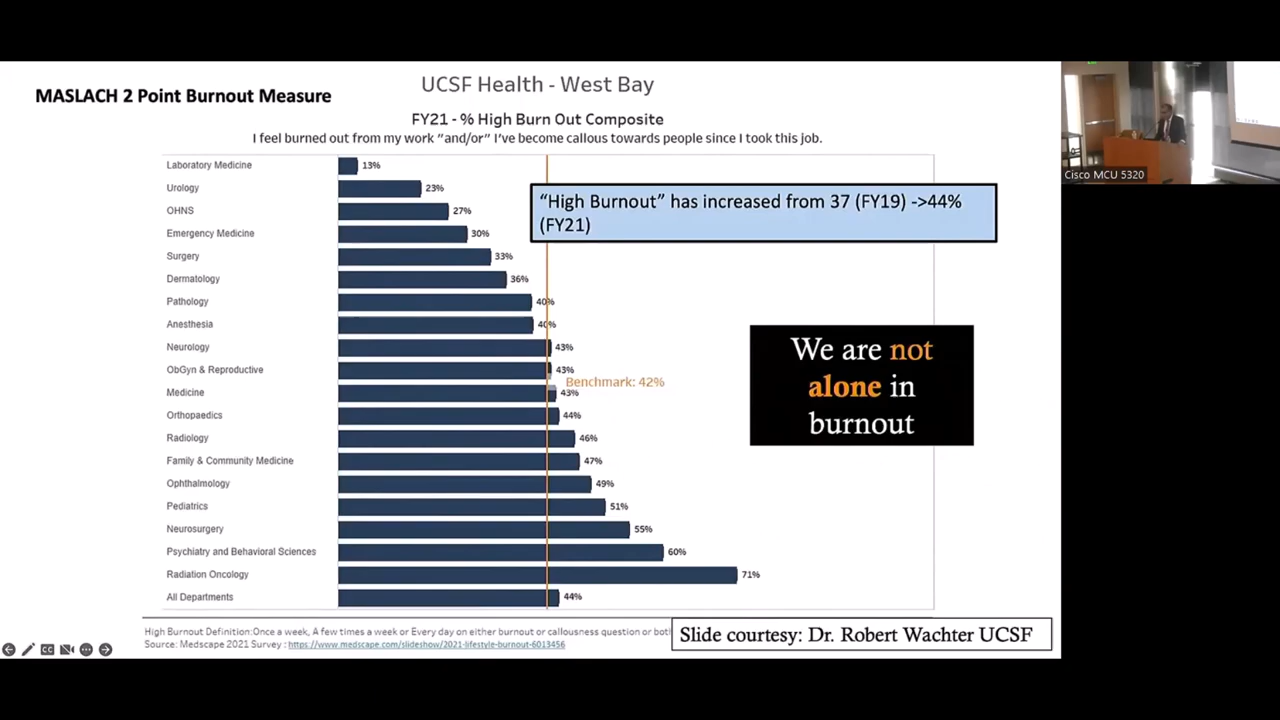 MASLACH 2 Point Burnout Measure
UCSF Health - West Bay
FY21 - % High Burn Out Composite
I feel burned out from my work "and/or" I've become callous towards people since I took this job.
Laboratory Medicine 13%
Urology 23%
OHNS 27%
Emergency Medicine 30%
Surgery 33%
Dermatology 36%
Pathology 40%
Anesthesia 40%
Neurology 43%
ObGyn & Reproductive 43%
Medicine 43%
Orthopaedics 44%
Radiology 46%
Family & Community Medicine 47%
Ophthalmology 49%
Pediatrics 51%
Neurosurgery 55%
Psychiatry and Behavioral Sciences 60%
Radiation Oncology 71%
All Departments 44%
Benchmark: 42%
"High Burnout" has increased from 37 (FY19) ->44%
(FY21)
We are not
alone in
burnout
High Burnout Definition:Once a week, A few times a week or Every day on either burnout or callousness question or both
Source: Medscape 2021 Survey : https://www.medscape.com/slideshow/2021-lifestyle-burnout-6013456
Slide courtesy: Dr. Robert Wachter UCSF
Cisco MCU 5320
CC